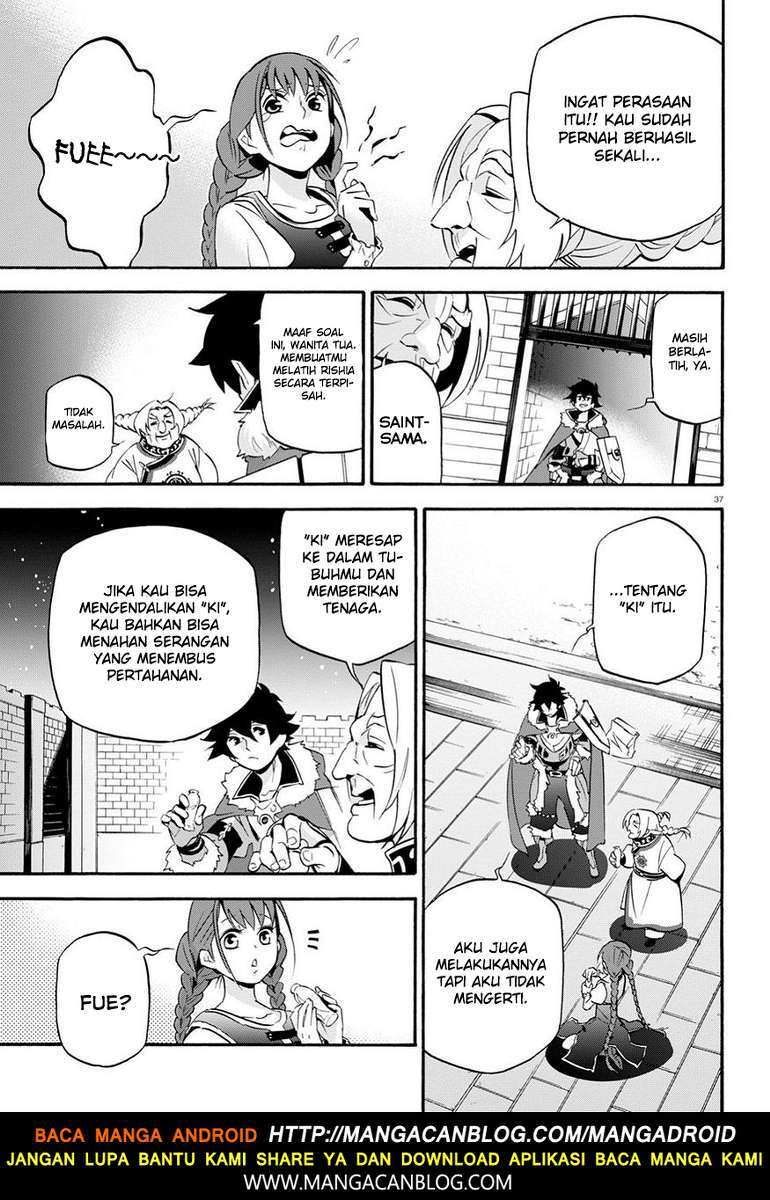 INGAT PERASAAN
ITU!! KAU SUDAH
PERNAH BERHASIL
SEKALI...
FUEE~~~~
MASIH
BERLA-
TIH, YA.
SAINT-
SAMA.
MAAF SOAL
INI, WANITA TUA.
MEMBUATMU
MELATIH RISHIA
SECARA TERPI-
SAH.
TIDAK
MASALAH.
37
...TENTANG
"KI" ITU.
AKU JUGA
MELAKUKANNYA
TAPI AKU TIDAK
MENGERTI.
"KI" MERESAP
KE DALAM TU-
BUHMU DAN
MEMBERIKAN
TENAGA.
JIKA KAU BISA
MENGENDALIKAN "KI",
KAU BAHKAN BISA
MENAHAN SERANGAN
YANG MENEMBUS
PERTAHANAN.
FUE?
BACA MANGA ANDROID HTTP://MANGACANBLOG.COM/MANGADROID
JANGAN LUPA BANTU KAMI SHARE YA DAN DOWNLOAD APLIKASI BACA MANGA KAMI
WWW.MANGACANBLOG.COM